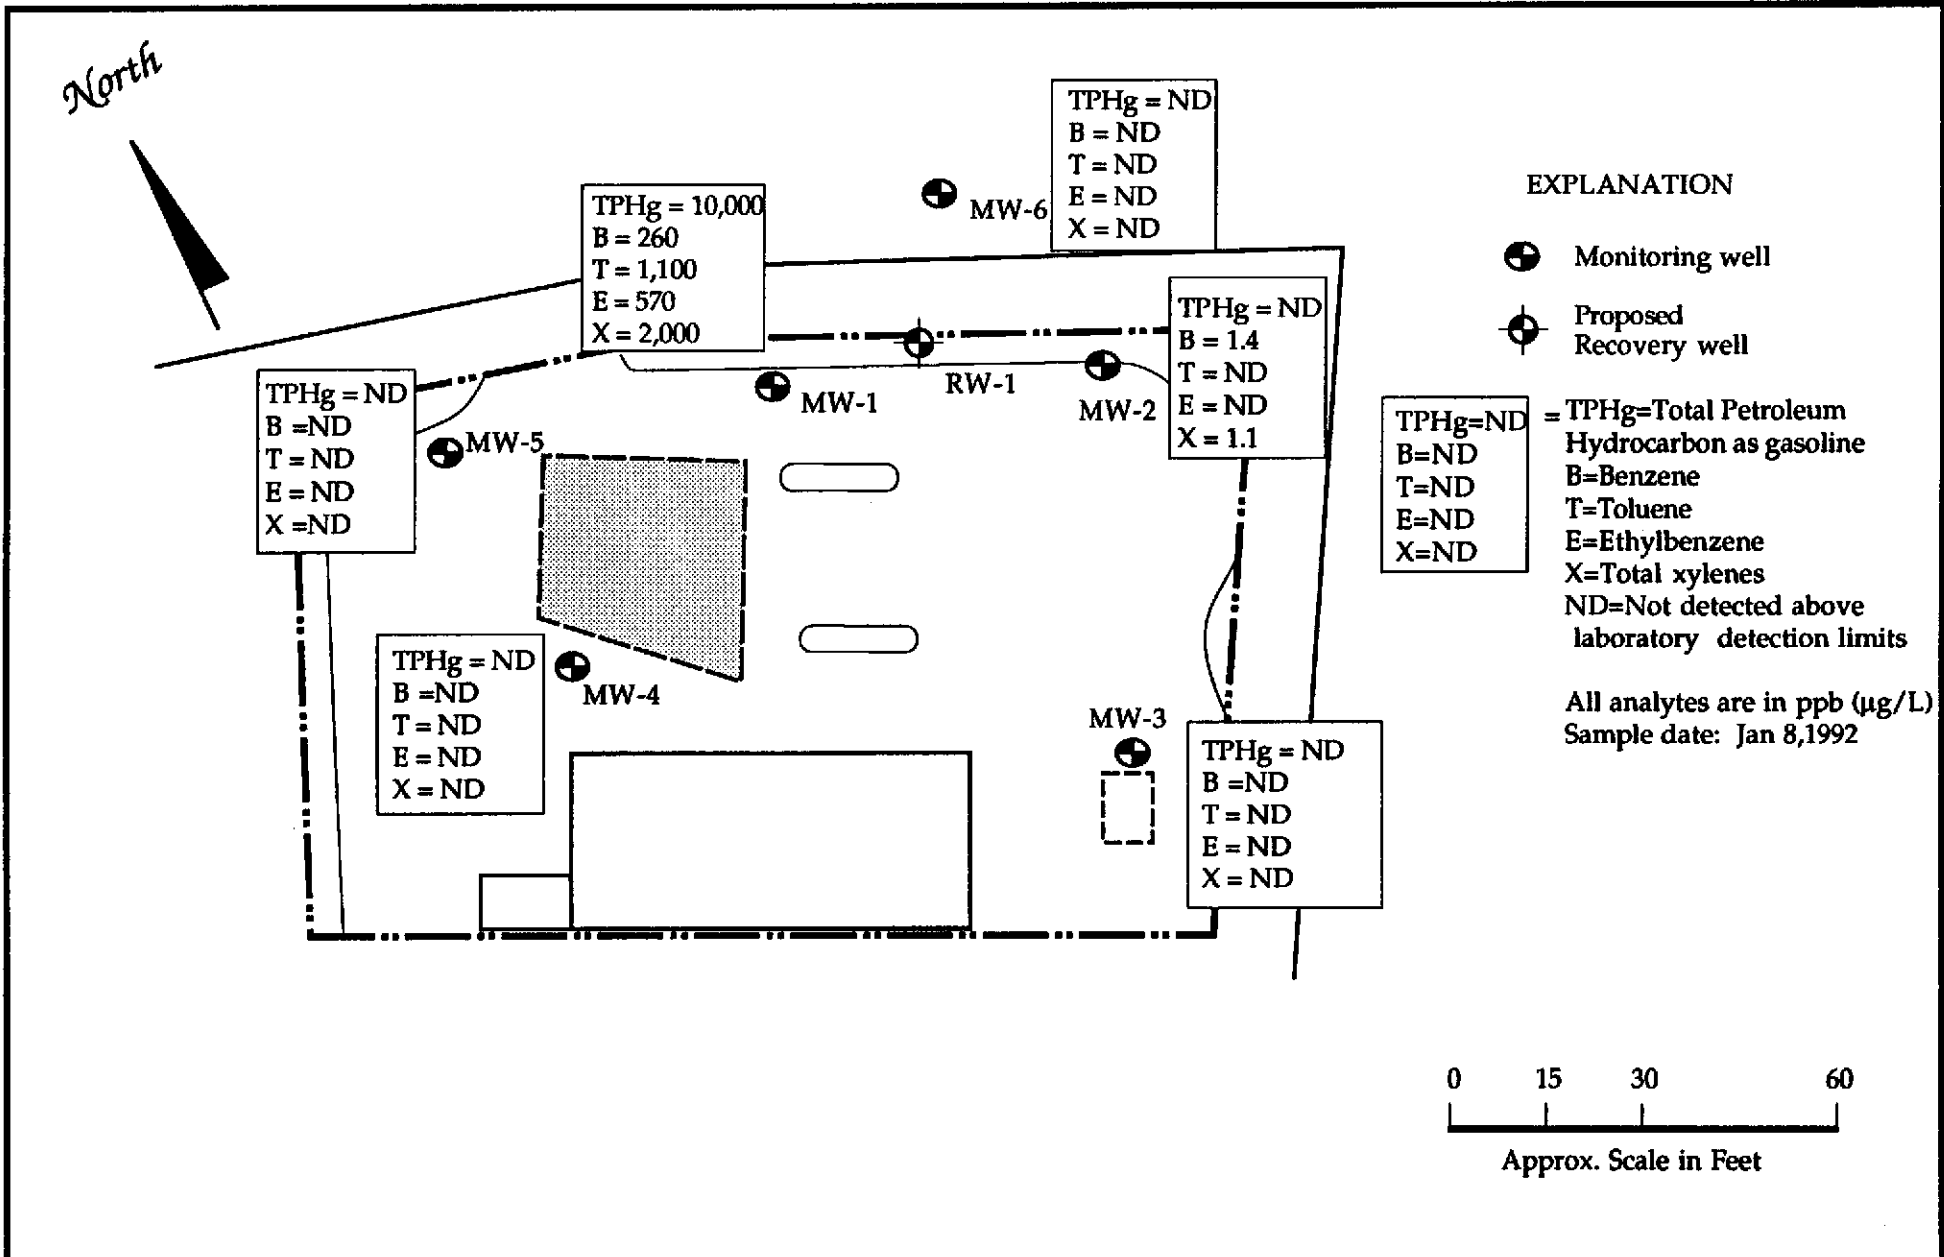 North
TPHg = ND
B = ND
T = ND
E = ND
X = ND
MW-6
TPHg = 10,000
B = 260
T = 1,100
E = 570
X = 2,000
TPHg = ND
B = 1.4
T = ND
E = ND
X = 1.1
MW-1
RW-1
MW-2
TPHg = ND
B =ND
T = ND
E = ND
X =ND
MW-5
TPHg = ND
B =ND
T = ND
E = ND
X = ND
MW-4
MW-3
TPHg = ND
B =ND
T = ND
E = ND
X = ND
EXPLANATION
Monitoring well
Proposed
Recovery well
TPHg=ND
B=ND
T=ND
E=ND
X=ND
= TPHg=Total Petroleum
Hydrocarbon as gasoline
B=Benzene
T=Toluene
E=Ethylbenzene
X=Total xylenes
ND=Not detected above
laboratory detection limits
All analytes are in ppb (µg/L)
Sample date: Jan 8,1992
0 15 30 60
Approx. Scale in Feet